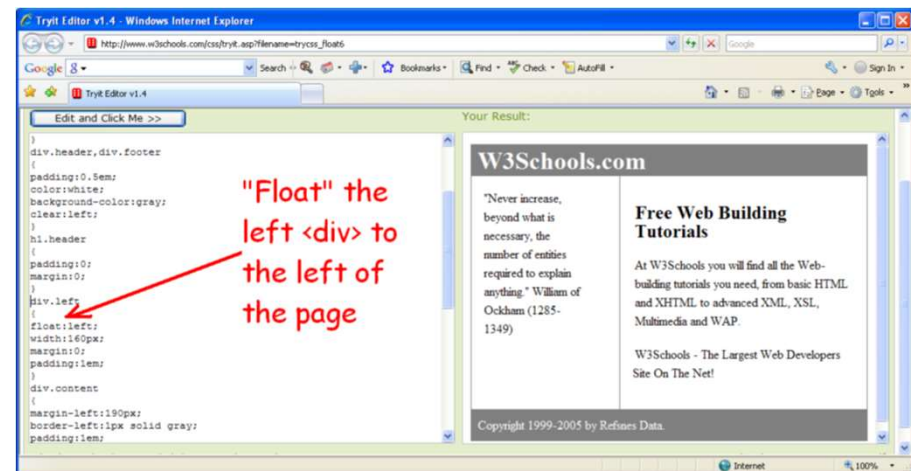 Tryit Editor v1.4 - Windows Internet Explorer
http://www.w3schools.com/css/tryit.asp?filename=trycss_float6
Google
Google Search Bookmarks Find Check AutoFill Sign In
Tryit Editor v1.4
Page Tools
Edit and Click Me >>
Your Result:
}
div.header,div.footer
{
padding:0.5em;
color:white;
background-color:gray;
clear:left;
}
h1.header
{
padding:0;
margin:0;
}
div.left
{
float:left;
width:160px;
margin:0;
padding:1em;
}
div.content
{
margin-left:190px;
border-left:1px solid gray;
padding:1em;
"Float" the
left <div> to
the left of
the page
W3Schools.com
"Never increase,
beyond what is
necessary, the
number of entities
required to explain
anything." William of
Ockham (1285-
1349)
Free Web Building
Tutorials
At W3Schools you will find all the Web-
building tutorials you need, from basic HTML
and XHTML to advanced XML, XSL,
Multimedia and WAP.
W3Schools - The Largest Web Developers
Site On The Net!
Copyright 1999-2005 by Refsnes Data.
Internet
100%